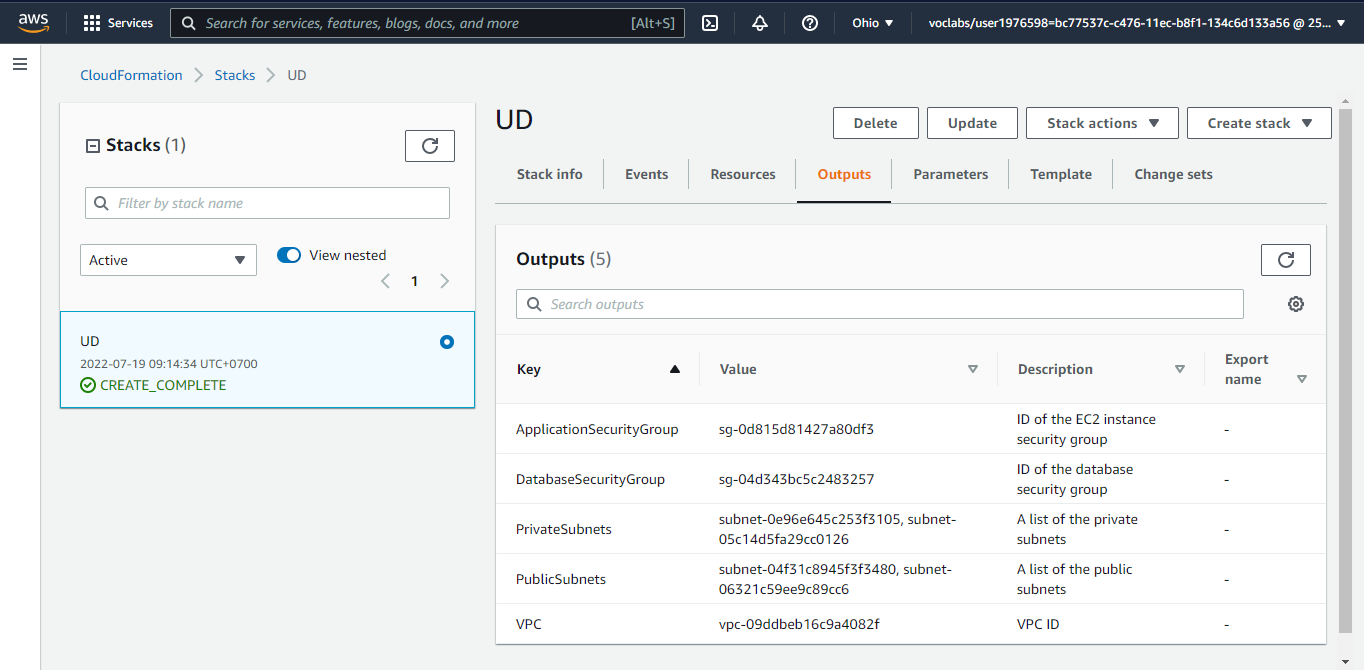 aws
Services
Search for services, features, blogs, docs, and more
[Alt+S]
Ohio
voclabs/user1976598=bc77537c-c476-11ec-b8f1-134c6d133a56 @ 25...
CloudFormation
Stacks
UD
Stacks (1)
Filter by stack name
Active
View nested
1
UD
2022-07-19 09:14:34 UTC+0700
CREATE_COMPLETE
UD
Delete
Update
Stack actions
Create stack
Stack info
Events
Resources
Outputs
Parameters
Template
Change sets
Outputs (5)
Search outputs
Key
Value
Description
Export
name
ApplicationSecurityGroup
sg-0d815d81427a80df3
ID of the EC2 instance
security group
-
DatabaseSecurityGroup
sg-04d343bc5c2483257
ID of the database
security group
-
PrivateSubnets
subnet-0e96e645c253f3105, subnet-
05c14d5fa29cc0126
A list of the private
subnets
-
PublicSubnets
subnet-04f31c8945f3f3480, subnet-
06321c59ee9c89cc6
A list of the public
subnets
-
VPC
vpc-09ddbeb16c9a4082f
VPC ID
-